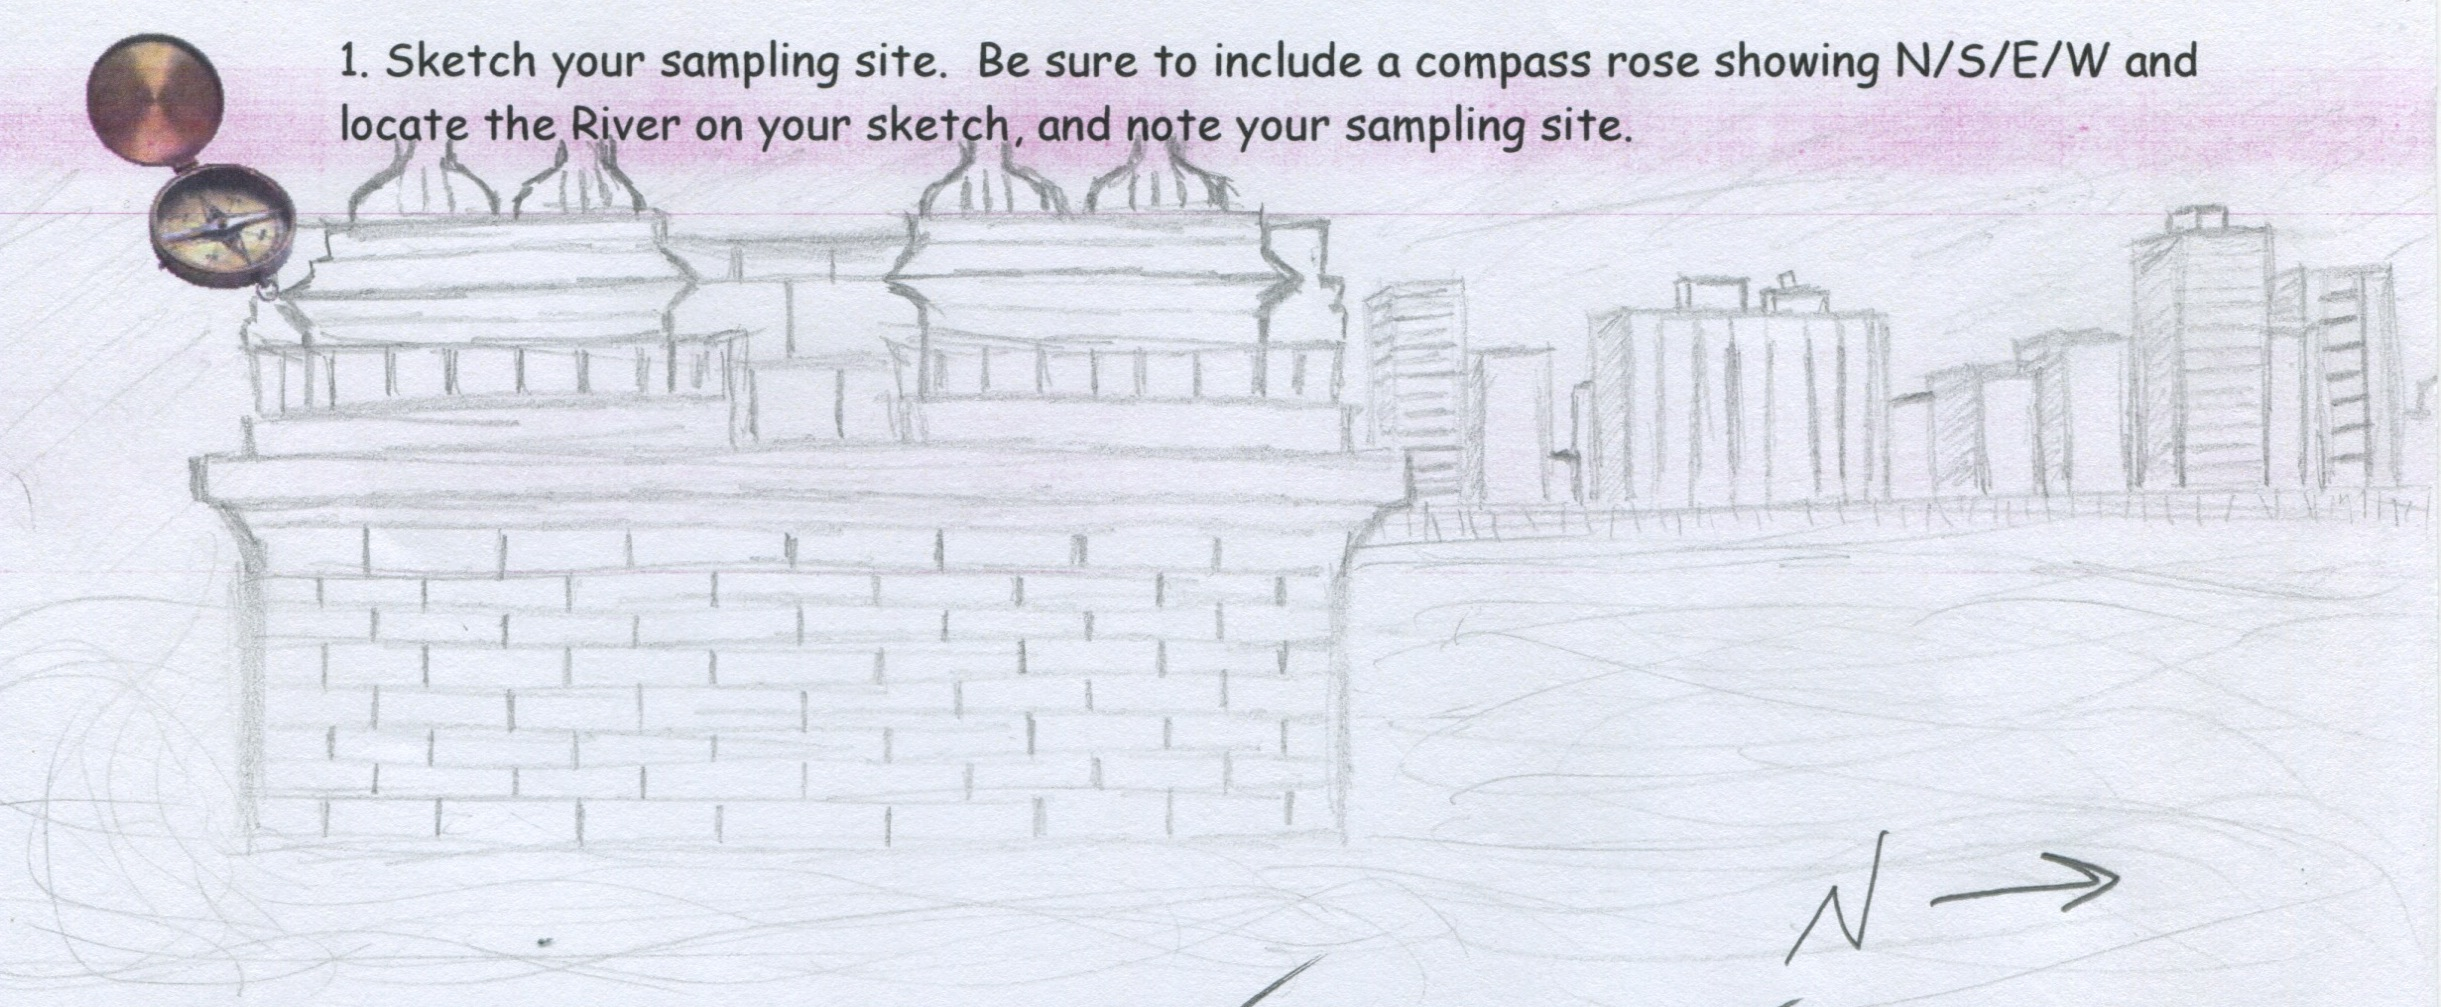 1. Sketch your sampling site. Be sure to include a compass rose showing N/S/E/W and
locate the River on your sketch, and note your sampling site.
N →